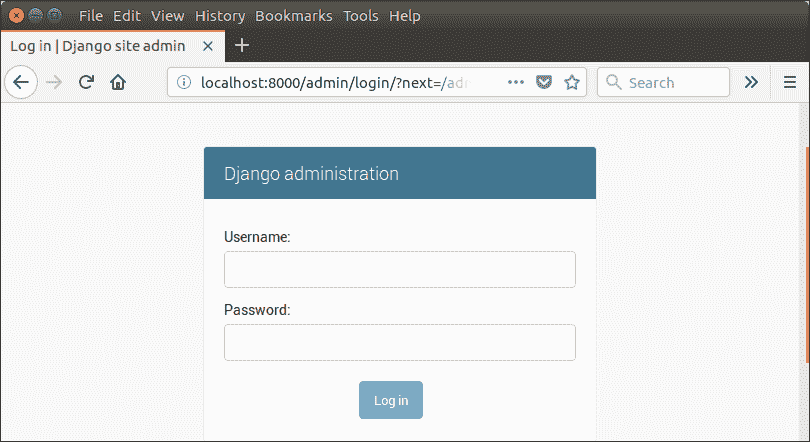 File Edit View History Bookmarks Tools Help
Log in | Django site admin
localhost:8000/admin/login/?next=/adm
Search
Django administration
Username:
Password:
Log in